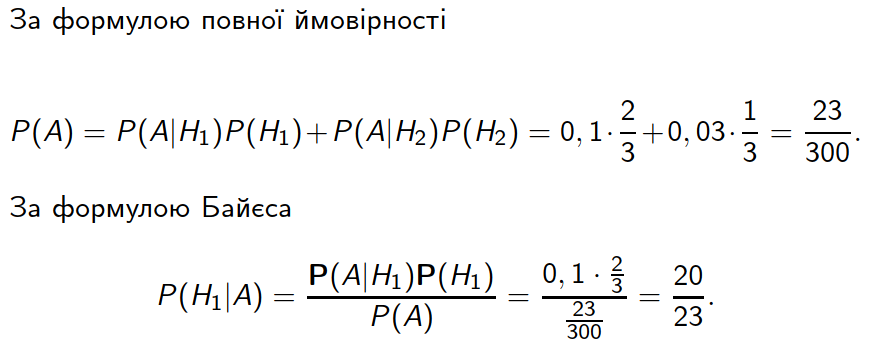 За формулою повної ймовірності
P(A) = P(A|H₁)P(H₁)+P(A|H₂)P(H₂) = 0, 1·2/3+0, 03·1/3 = 23/300.
За формулою Байєса
P(H₁|A) = P(A|H₁)P(H₁)/P(A) = (0, 1 · 2/3)/(23/300) = 20/23.